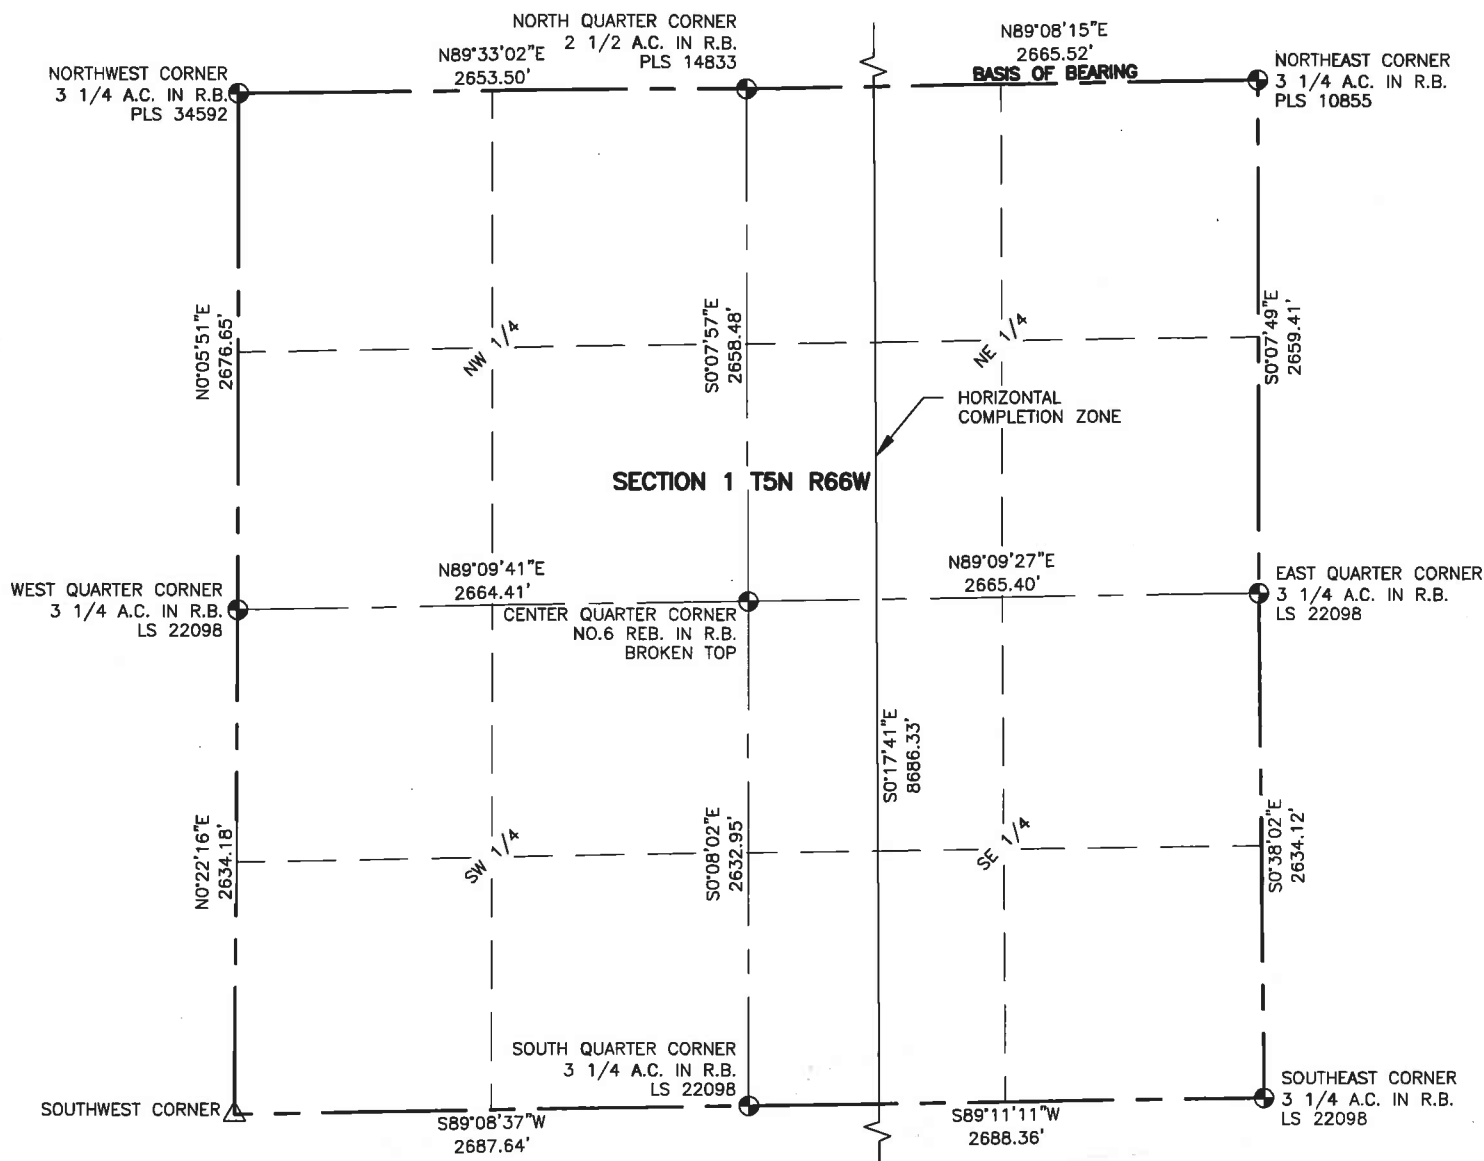 NORTH QUARTER CORNER
2 1/2 A.C. IN R.B.
PLS 14833
N89°33'02"E
2653.50'
N89°08'15"E
2665.52'
BASIS OF BEARING
NORTHWEST CORNER
3 1/4 A.C. IN R.B.
PLS 34592
NORTHEAST CORNER
3 1/4 A.C. IN R.B.
PLS 10855
N0°05'51"E
2676.65'
NW 1/4
S0°07'57"E
2658.48'
NE 1/4
S0°07'49"E
2659.41'
HORIZONTAL
COMPLETION ZONE
SECTION 1 T5N R66W
WEST QUARTER CORNER
3 1/4 A.C. IN R.B.
LS 22098
N89°09'41"E
2664.41'
CENTER QUARTER CORNER
NO.6 REB. IN R.B.
BROKEN TOP
N89°09'27"E
2665.40'
EAST QUARTER CORNER
3 1/4 A.C. IN R.B.
LS 22098
S0°17'41"E
8686.33'
N0°22'16"E
2634.18'
SW 1/4
S0°08'02"E
2632.95'
SE 1/4
S0°38'02"E
2634.12'
SOUTH QUARTER CORNER
3 1/4 A.C. IN R.B.
LS 22098
SOUTHWEST CORNER
S89°08'37"W
2687.64'
S89°11'11"W
2688.36'
SOUTHEAST CORNER
3 1/4 A.C. IN R.B.
LS 22098